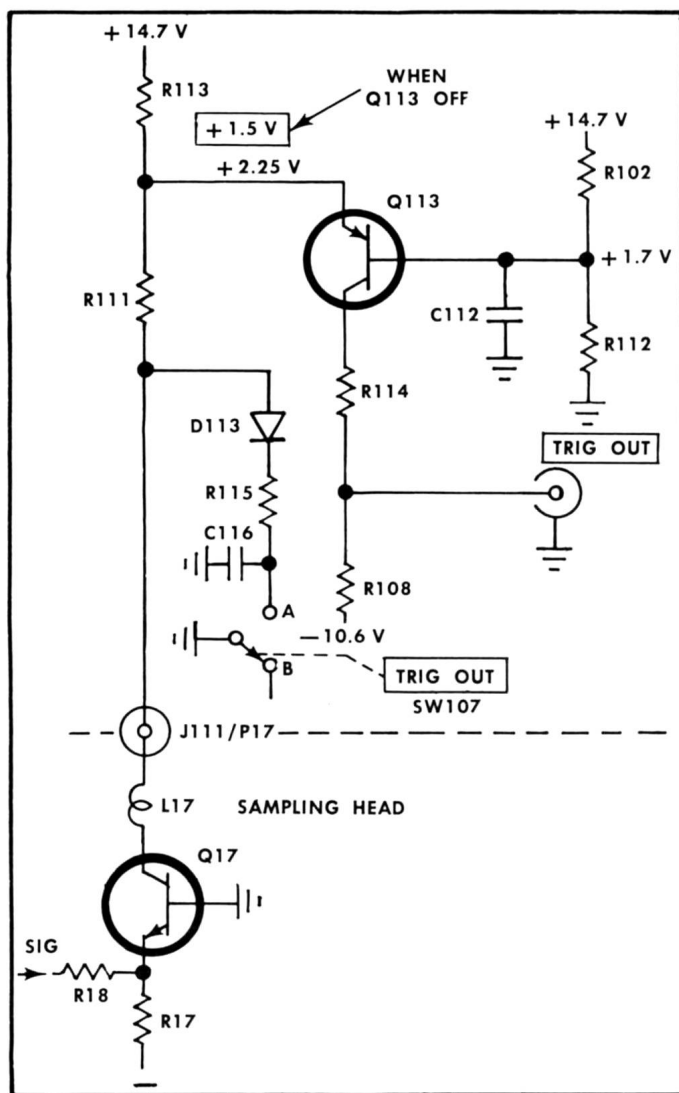 + 14.7 V
R113
WHEN
Q113 OFF
+ 1.5 V
+ 14.7 V
R102
+ 2.25 V
Q113
+ 1.7 V
R111
C112
R112
R114
D113
TRIG OUT
R115
C116
R108
A
— 10.6 V
B
TRIG OUT
SW107
J111/P17
L17
SAMPLING HEAD
Q17
SIG
R18
R17